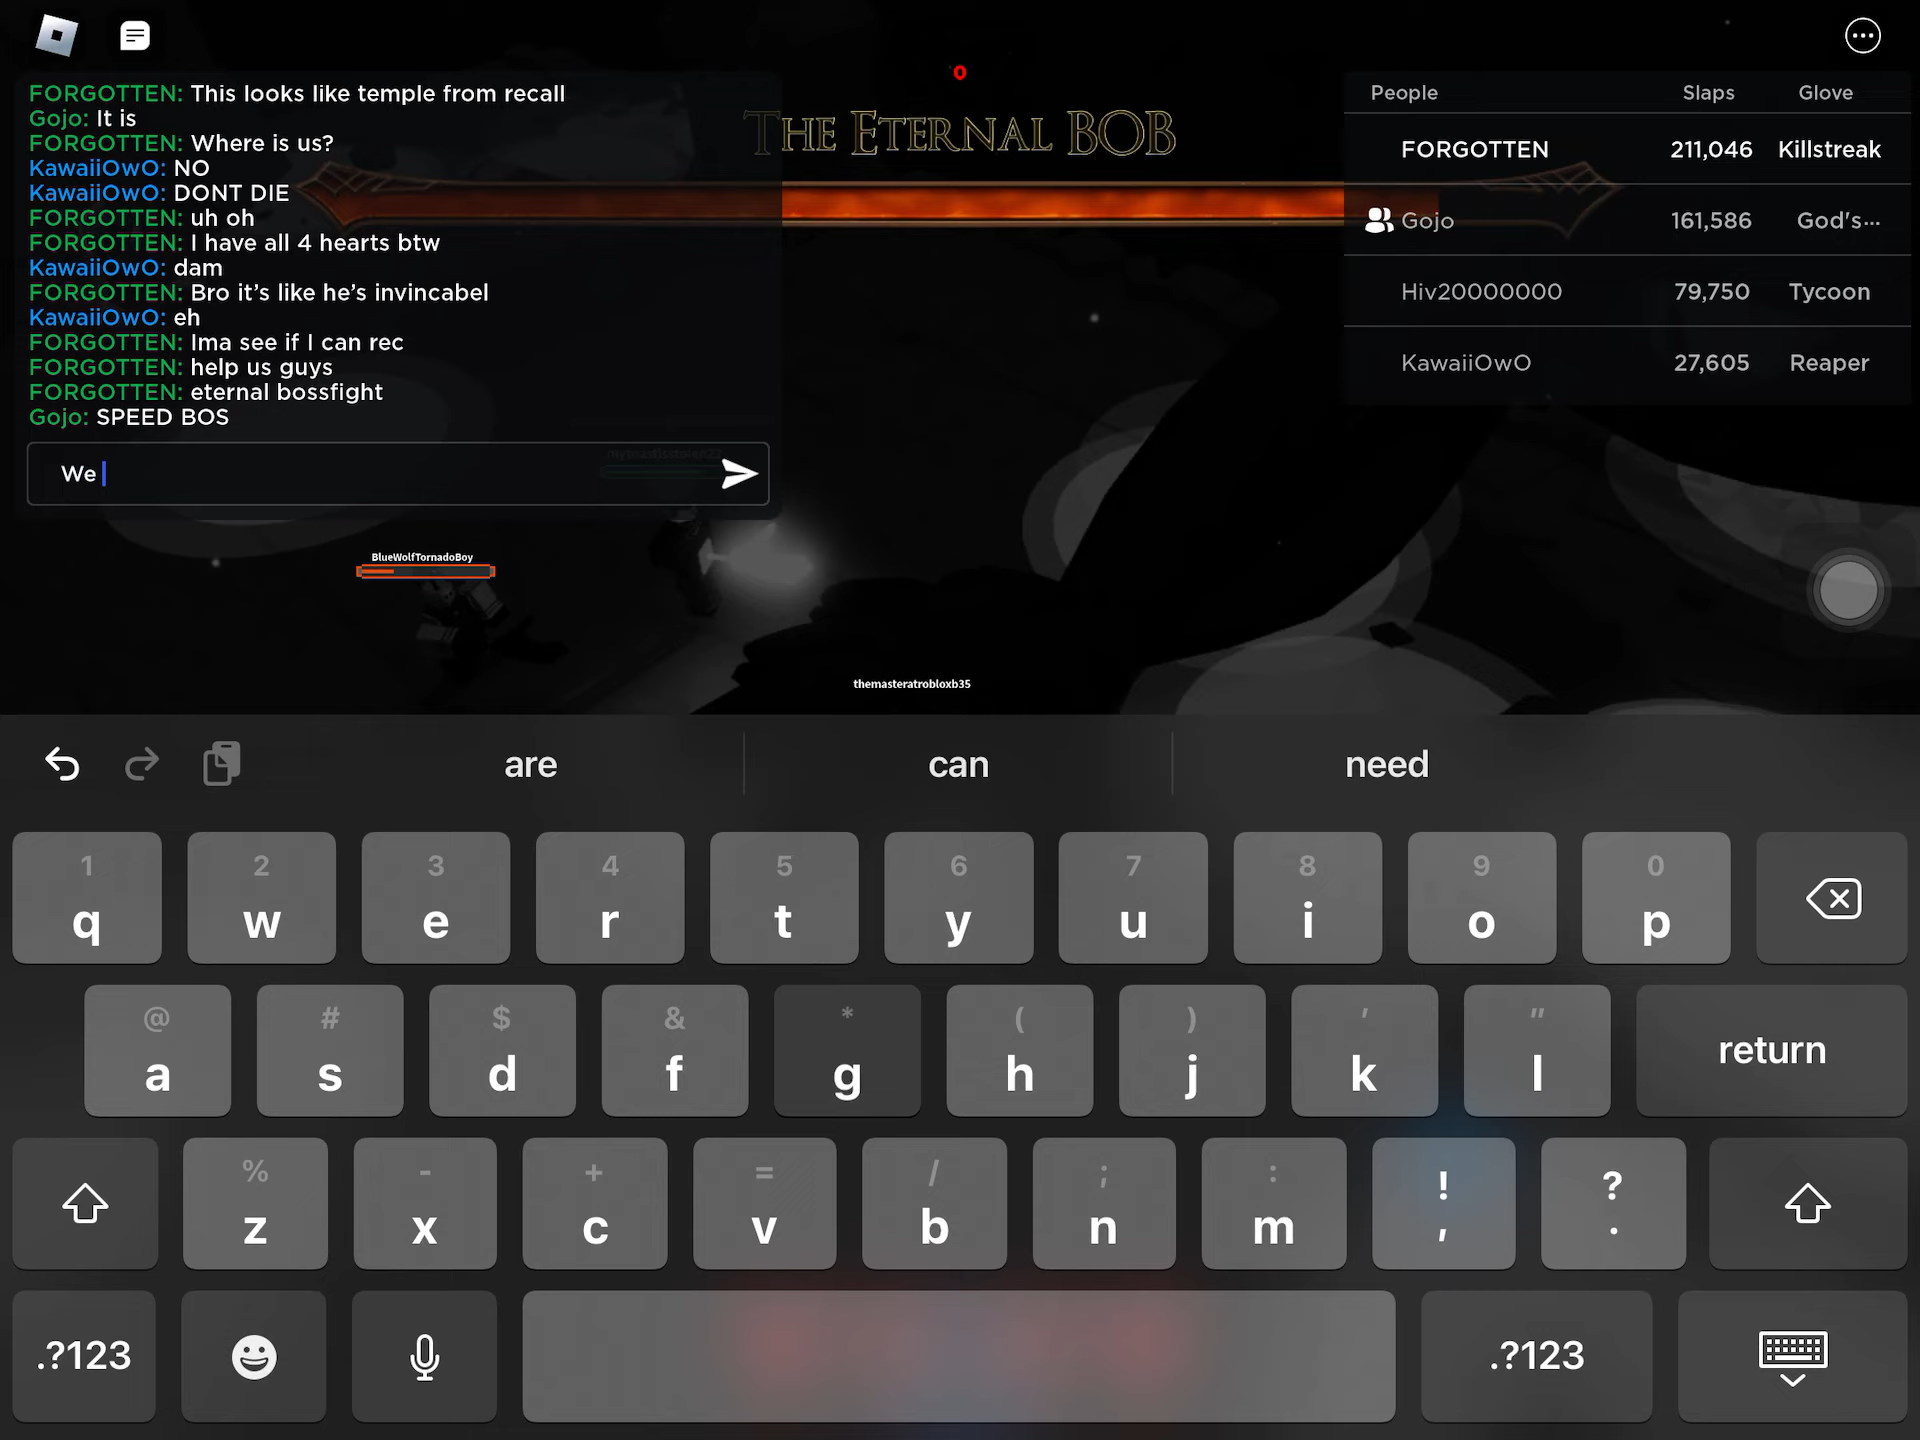 FORGOTTEN: This looks like temple from recall
Gojo: It is
FORGOTTEN: Where is us?
KawaiiOwO: NO
KawaiiOwO: DONT DIE
FORGOTTEN: uh oh
FORGOTTEN: I have all 4 hearts btw
KawaiiOwO: dam
FORGOTTEN: Bro it’s like he’s invincabel
KawaiiOwO: eh
FORGOTTEN: Ima see if I can rec
FORGOTTEN: help us guys
FORGOTTEN: eternal bossfight
Gojo: SPEED BOS
We
0
THE ETERNAL BOB
People Slaps Glove
FORGOTTEN 211,046 Killstreak
Gojo 161,586 God's...
Hiv20000000 79,750 Tycoon
KawaiiOwO 27,605 Reaper
BlueWolfTornadoBoy
themasteratrobloxb35
are can need
1 2 3 4 5 6 7 8 9 0
q w e r t y u i o p
@ # $ & * ( ) ' "
a s d f g h j k l return
% - + = / ; : ! ?
z x c v b n m , .
.?123 .?123